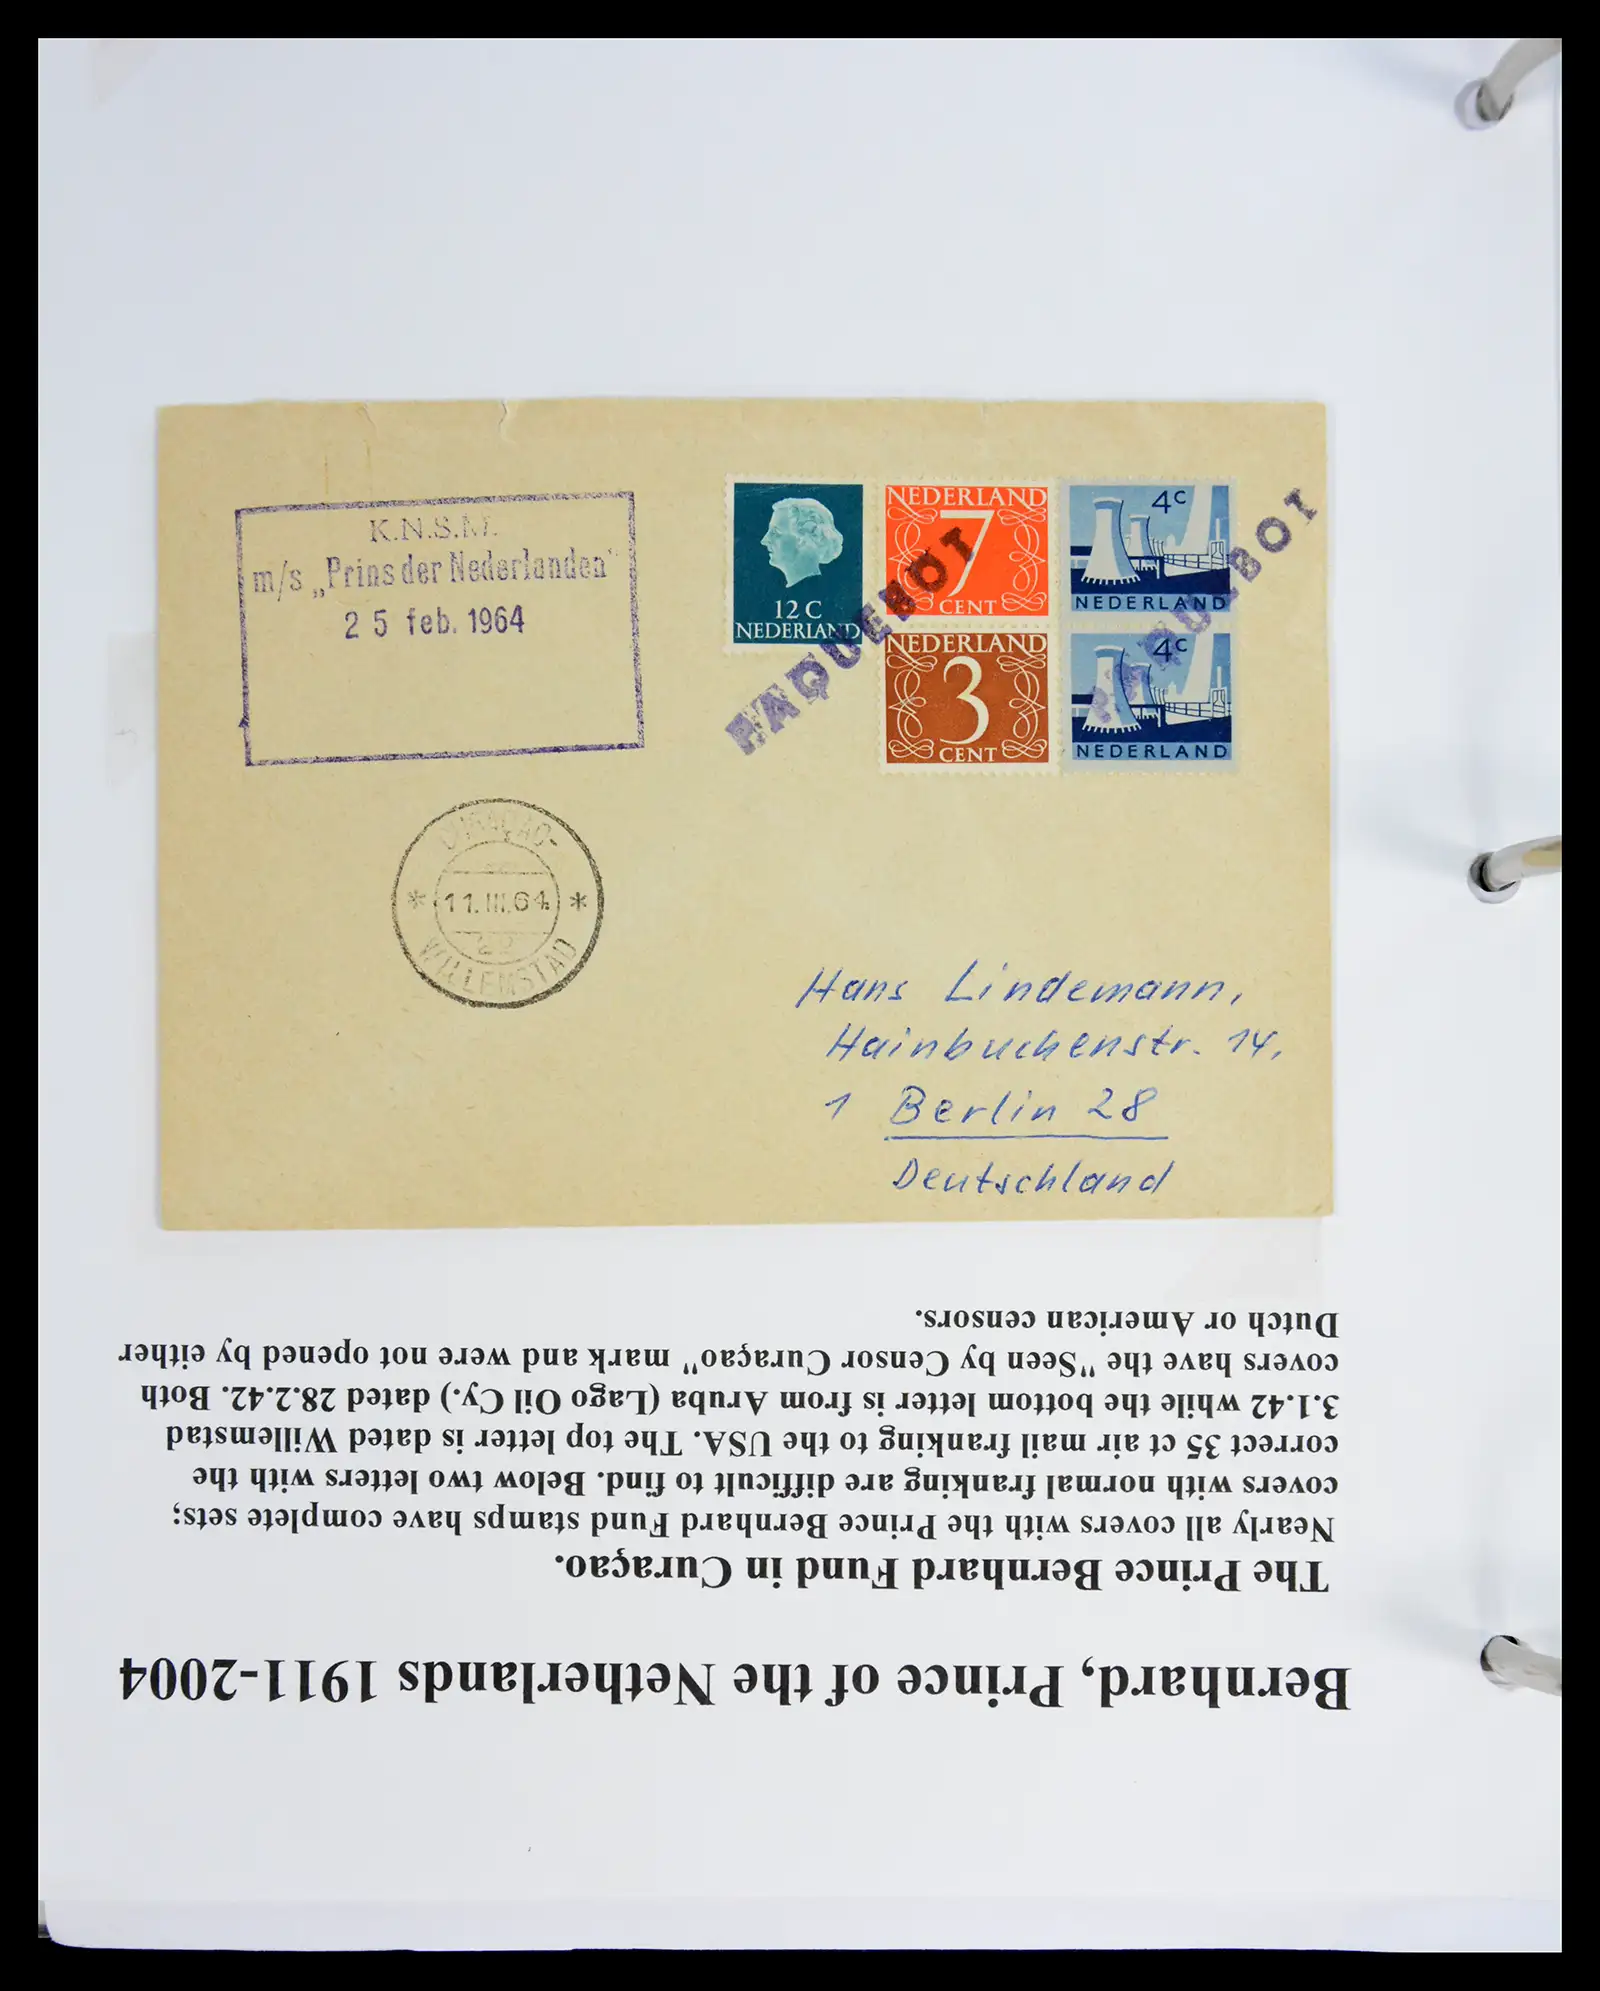 K.N.S.M.
m/s „Prins der Nederlanden"
25 feb. 1964
12 C
NEDERLAND
NEDERLAND
7
CENT
NEDERLAND
3
CENT
4c
NEDERLAND
4c
NEDERLAND
PAQUEBOT
PAQUEBOT
CURAÇAO-
11.III.64
WILLEMSTAD
Hans Lindemann,
Hainbuchenstr. 14,
1 Berlin 28
Deutschland
Bernhard, Prince of the Netherlands 1911-2004
The Prince Bernhard Fund in Curaçao.
Nearly all covers with the Prince Bernhard Fund stamps have complete sets;
covers with normal franking are difficult to find. Below two letters with the
correct 35 ct air mail franking to the USA. The top letter is dated Willemstad
3.1.42 while the bottom letter is from Aruba (Lago Oil Cy.) dated 28.2.42. Both
covers have the "Seen by Censor Curaçao" mark and were not opened by either
Dutch or American censors.